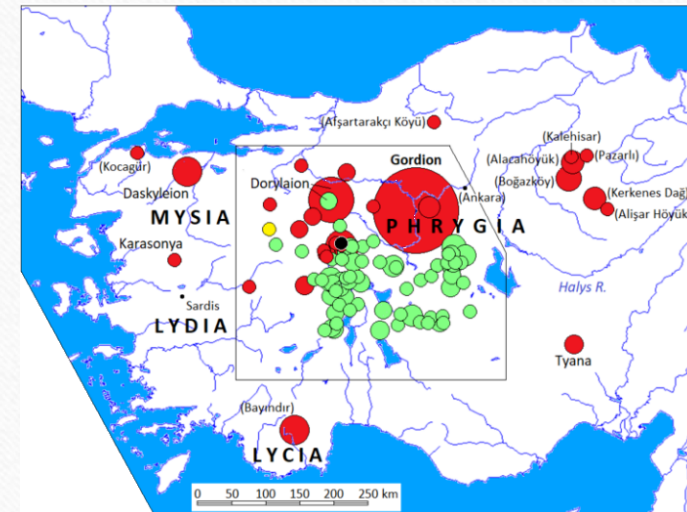 (Afşartarakçı Köyü)
(Kalehisar)
(Kocagür)
Gordion
(Alacahöyük)
(Pazarlı)
Dorylaion
(Ankara)
(Boğazköy)
Daskyleion
(Kerkenes Dağ
MYSIA
PHRYGIA
(Alişar Höyük
Karasonya
Halys R.
Sardis
LYDIA
Tyana
(Bayındır)
LYCIA
0 50 100 150 200 250 km